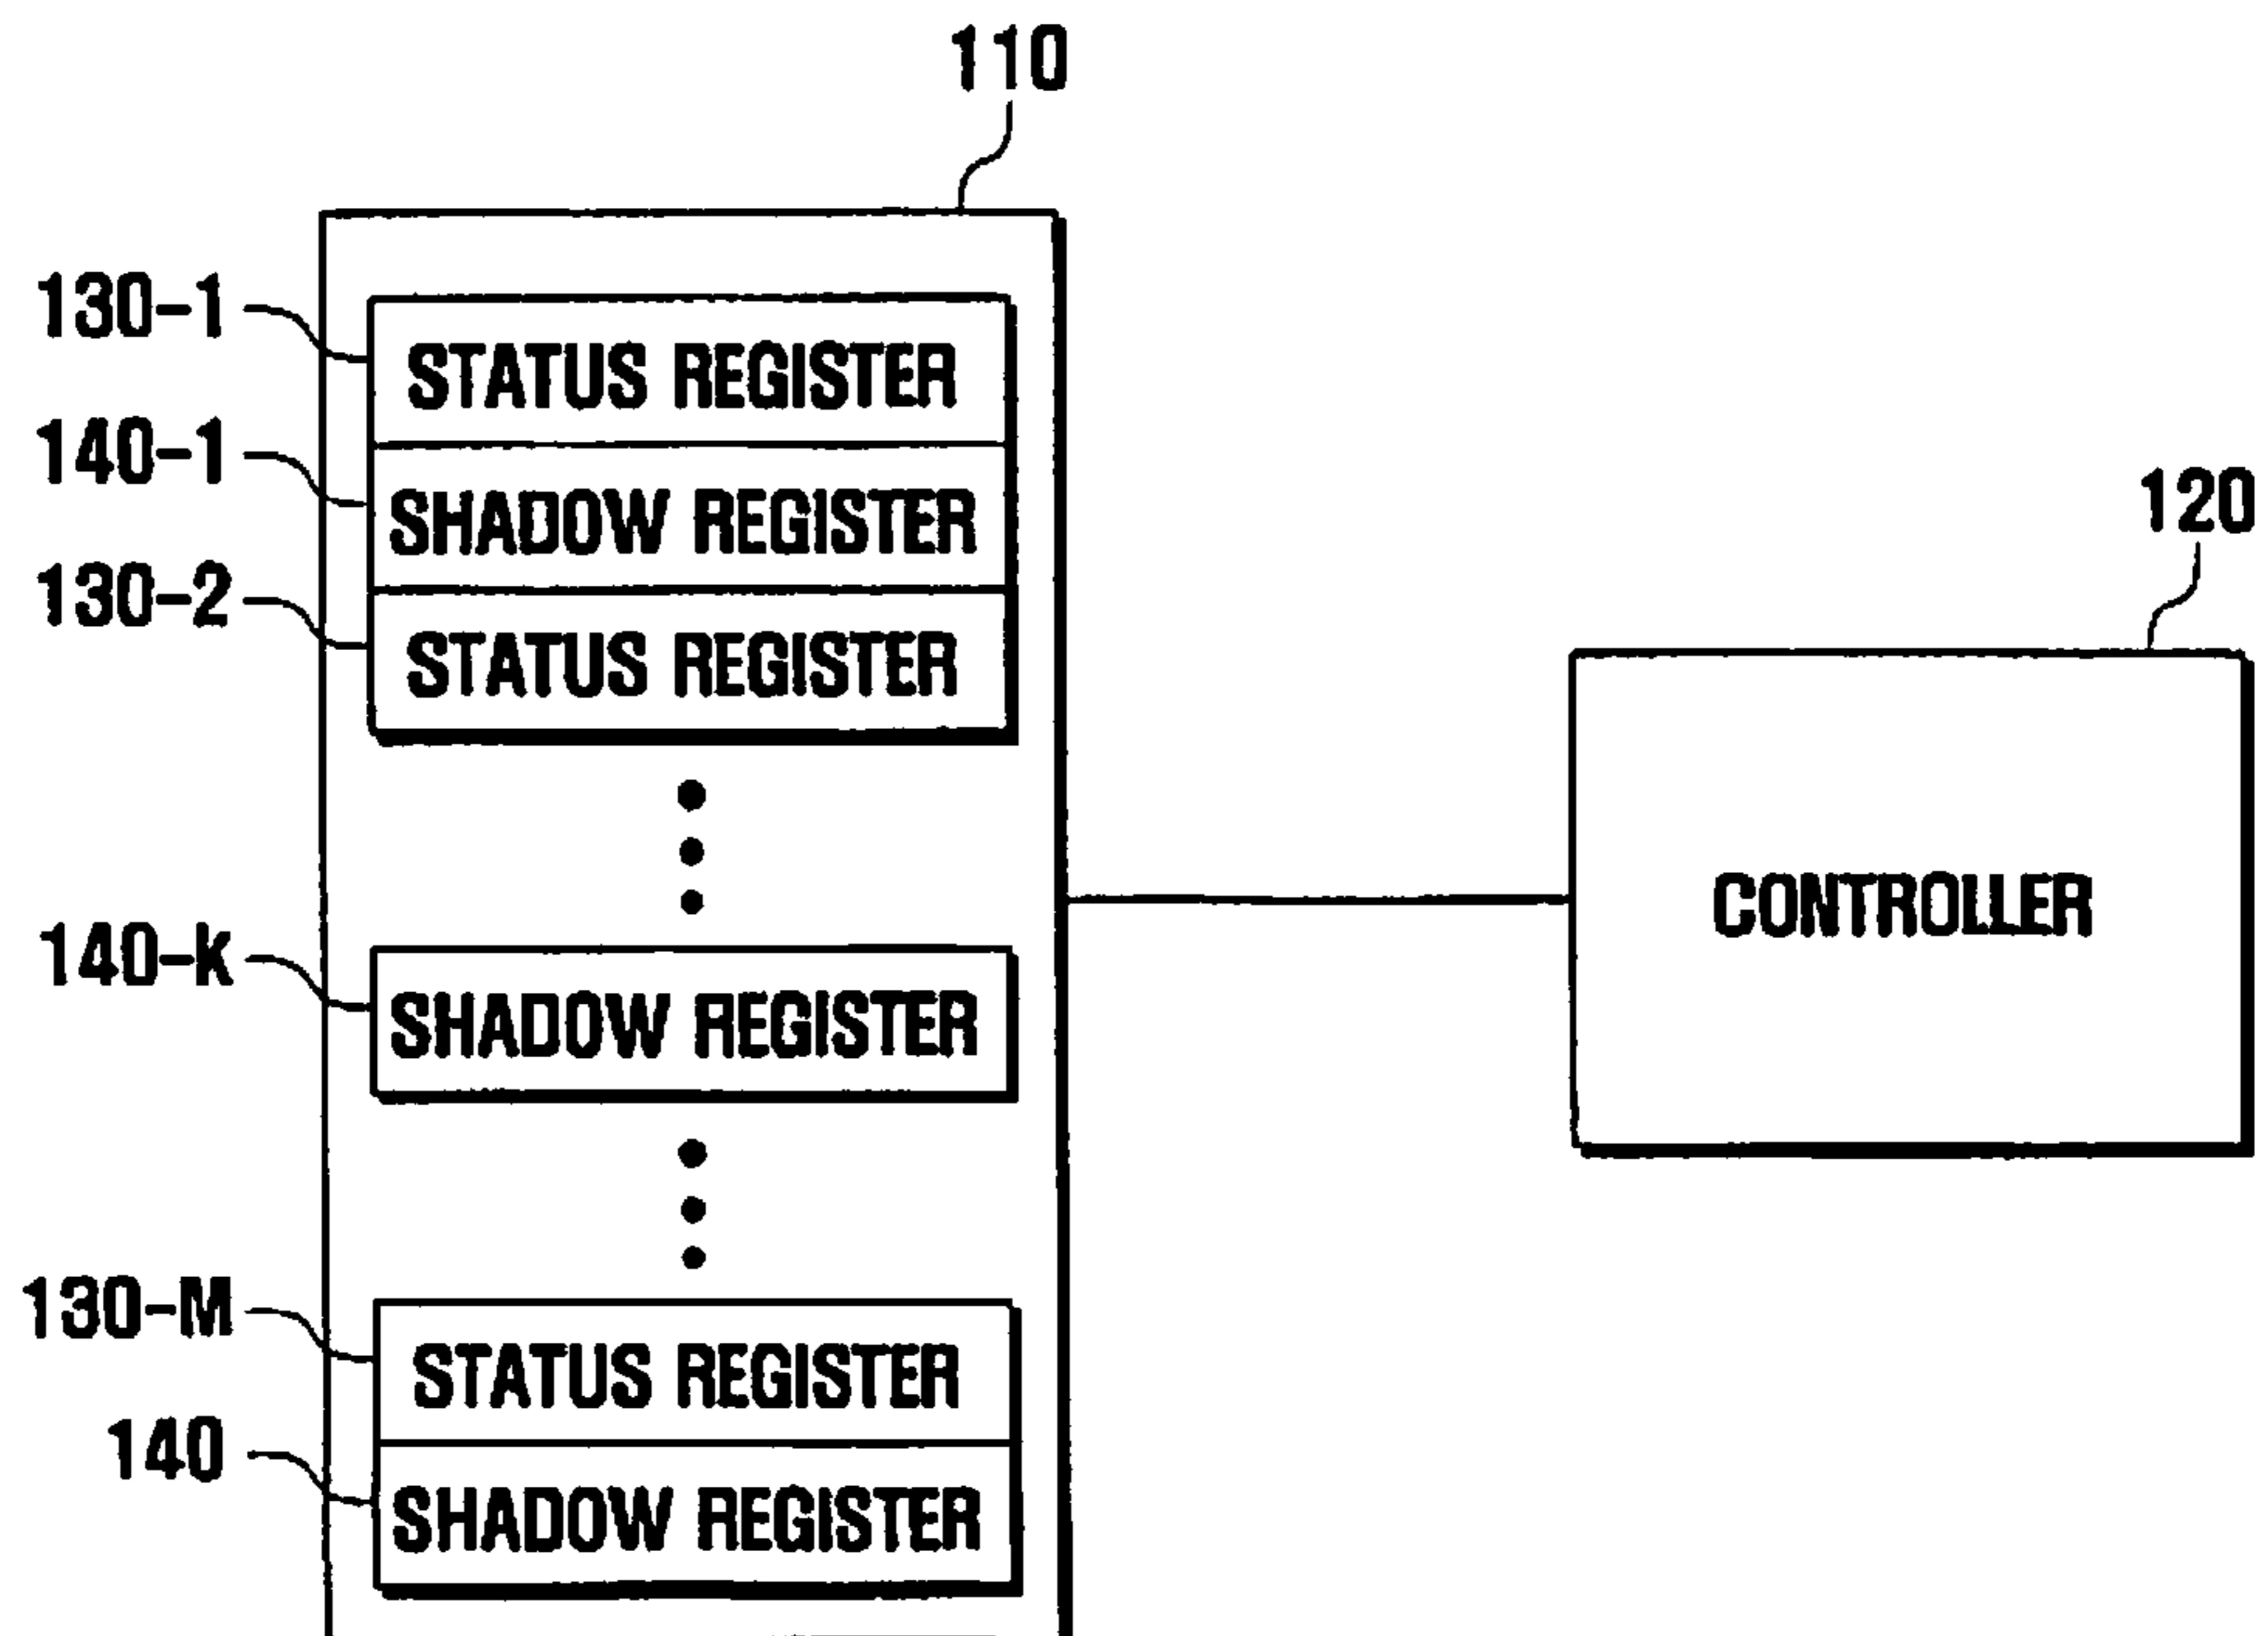 110
130-1
STATUS REGISTER
140-1
SHADOW REGISTER
130-2
STATUS REGISTER
120
CONTROLLER
140-k
SHADOW REGISTER
130-M
STATUS REGISTER
140
SHADOW REGISTER